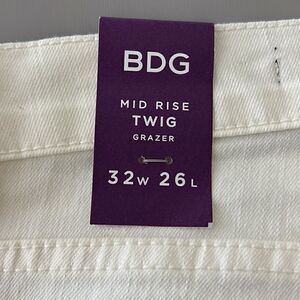 BDG
MID RISE
TWIG
GRAZER
32W 26L